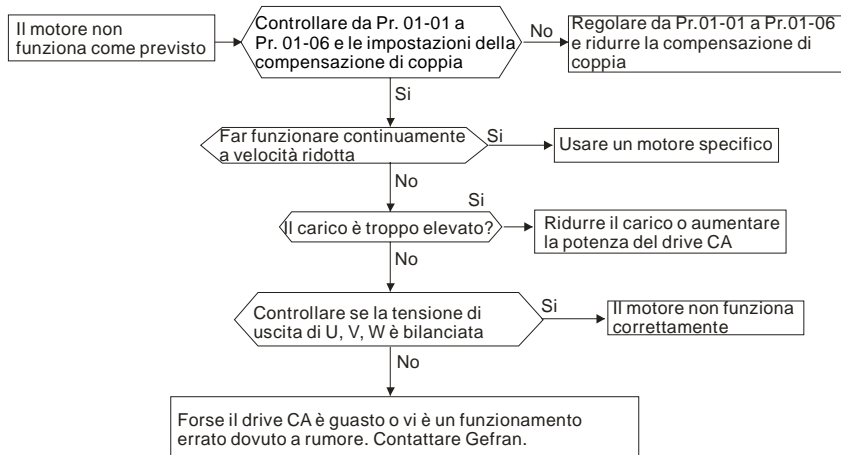 Il motore non
funziona come previsto
Controllare da Pr. 01-01 a
Pr. 01-06 e le impostazioni della
compensazione di coppia
No
Regolare da Pr.01-01 a Pr.01-06
e ridurre la compensazione di
coppia
Si
Far funzionare continuamente
a velocità ridotta
Si
Usare un motore specifico
No
Si
Il carico è troppo elevato?
Ridurre il carico o aumentare
la potenza del drive CA
No
Controllare se la tensione di
uscita di U, V, W è bilanciata
Si
Il motore non funziona
correttamente
No
Forse il drive CA è guasto o vi è un funzionamento
errato dovuto a rumore. Contattare Gefran.